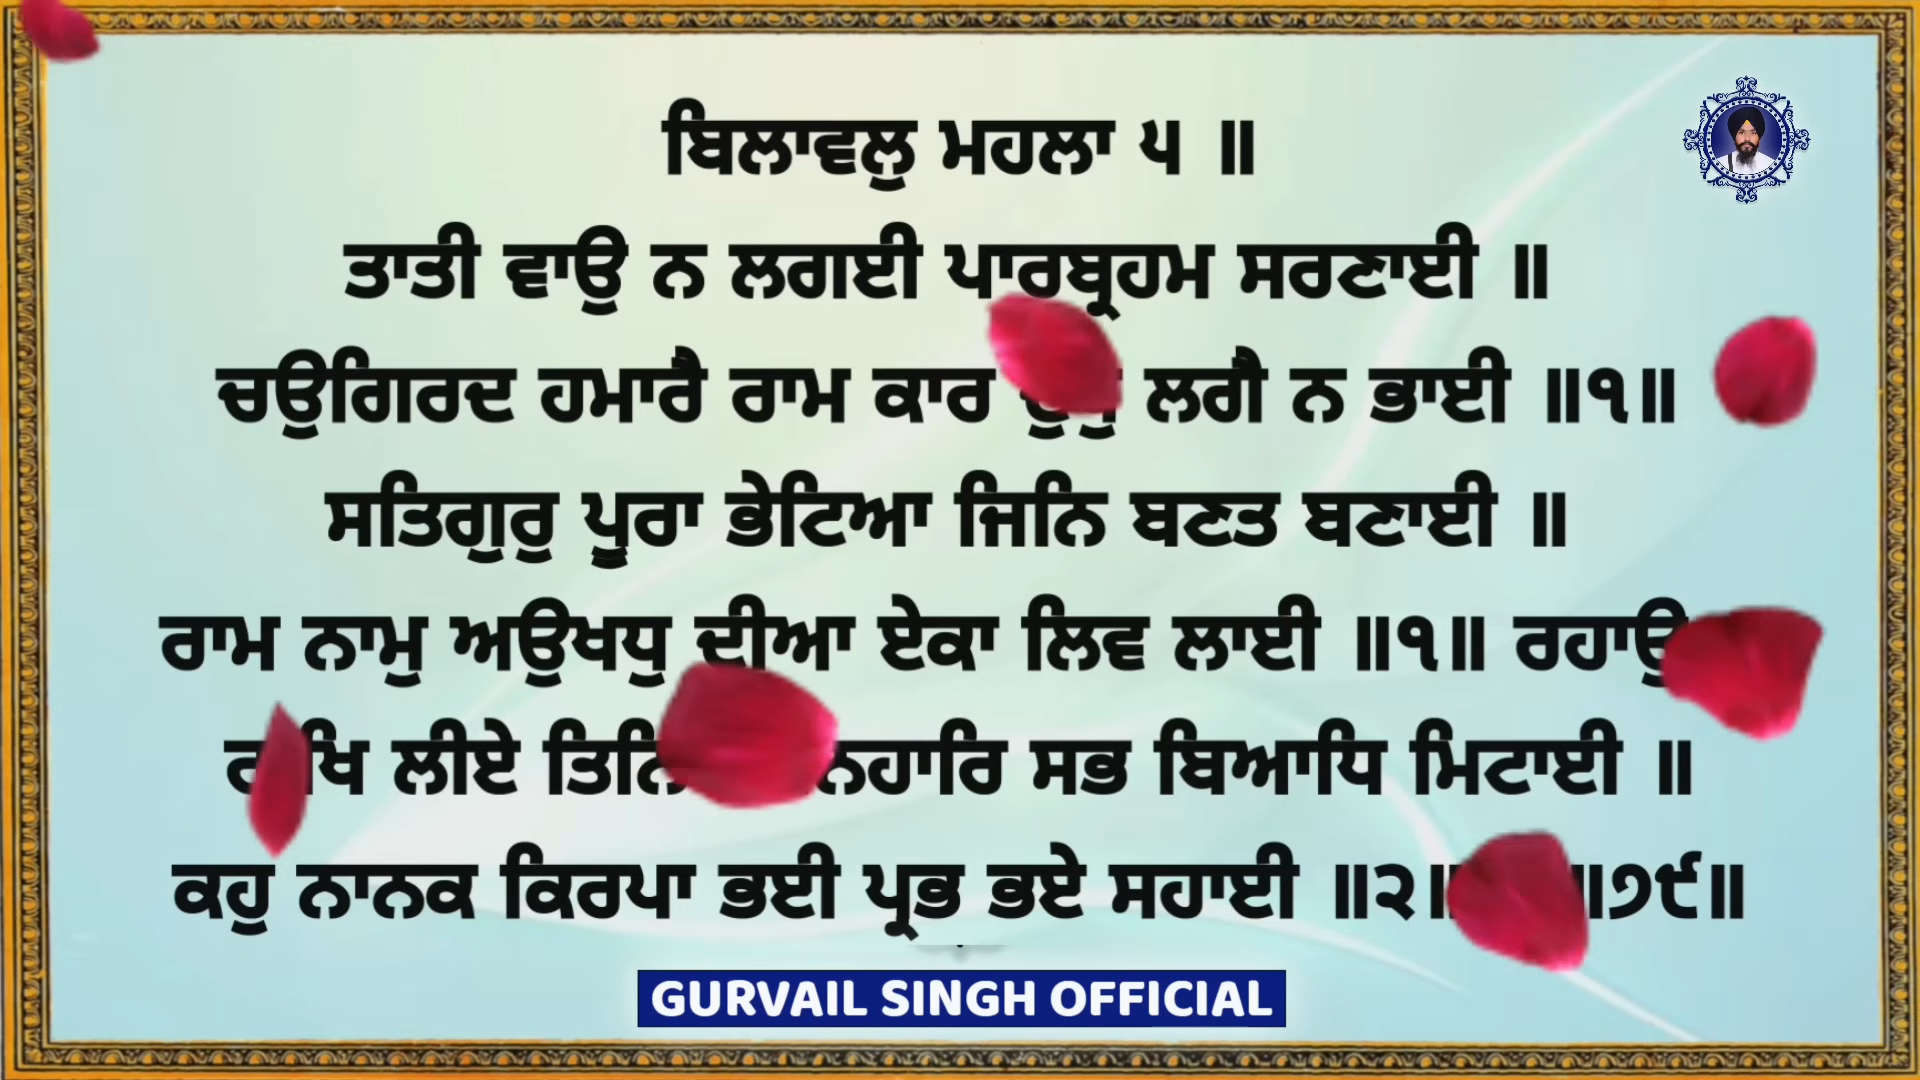 ਬਿਲਾਵਲੁ ਮਹਲਾ ੫ ॥
ਤਾਤੀ ਵਾਉ ਨ ਲਗਈ ਪਾਰਬ੍ਰਹਮ ਸਰਣਾਈ ॥
ਚਉਗਿਰਦ ਹਮਾਰੈ ਰਾਮ ਕਾਰ ਲਗੈ ਨ ਭਾਈ ॥੧॥
ਸਤਿਗੁਰੁ ਪੂਰਾ ਭੇਟਿਆ ਜਿਨਿ ਬਣਤ ਬਣਾਈ ॥
ਰਾਮ ਨਾਮੁ ਅਉਖਧੁ ਦੀਆ ਏਕਾ ਲਿਵ ਲਾਈ ॥੧॥ ਰਹਾਉ
ਲੀਏ ਤਿਨਿ ਸਭ ਬਿਆਧਿ ਮਿਟਾਈ ॥
ਕਹੁ ਨਾਨਕ ਕਿਰਪਾ ਭਈ ਪ੍ਰਭ ਭਏ ਸਹਾਈ ॥੨॥ ॥੭੯॥
GURVAIL SINGH OFFICIAL